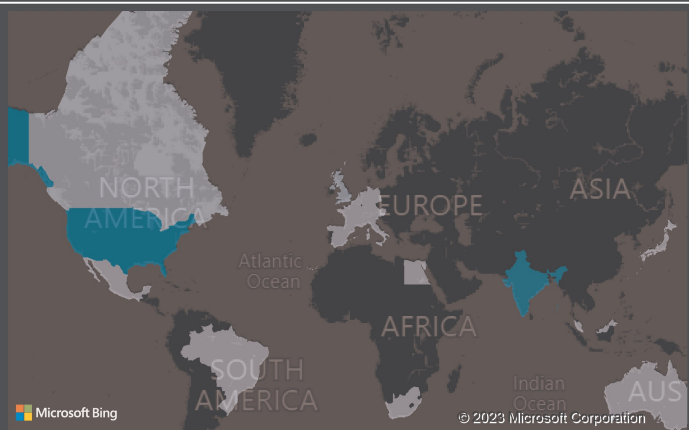 NORTH
AMERICA
EUROPE
ASIA
Atlantic
Ocean
AFRICA
SOUTH
AMERICA
Indian
Ocean
AUS
Microsoft Bing
© 2023 Microsoft Corporation